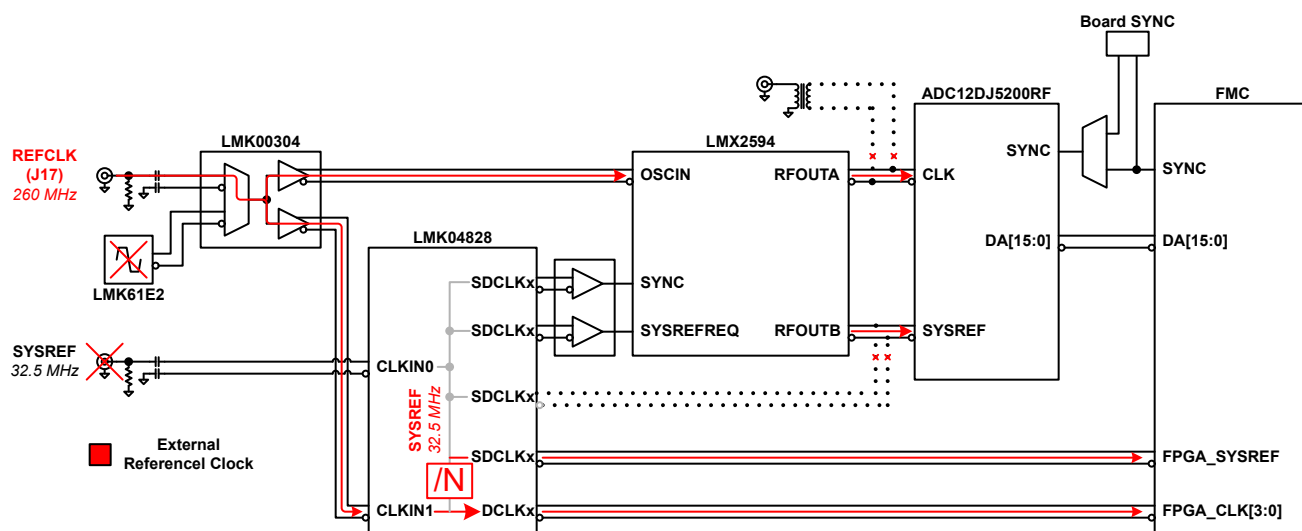 Board SYNC
ADC12DJ5200RF
FMC
LMK00304
LMX2594
REFCLK
(J17)
260 MHz
OSCIN
RFOUTA
CLK
SYNC
SYNC
LMK04828
LMK61E2
SDCLKx
SYNC
DA[15:0]
DA[15:0]
SDCLKx
SYSREFREQ
RFOUTB
SYSREF
SYSREF
32.5 MHz
CLKIN0
SDCLKx
SYSREF
32.5 MHz
External
Referencel Clock
SDCLKx
FPGA_SYSREF
/N
CLKIN1
DCLKx
FPGA_CLK[3:0]